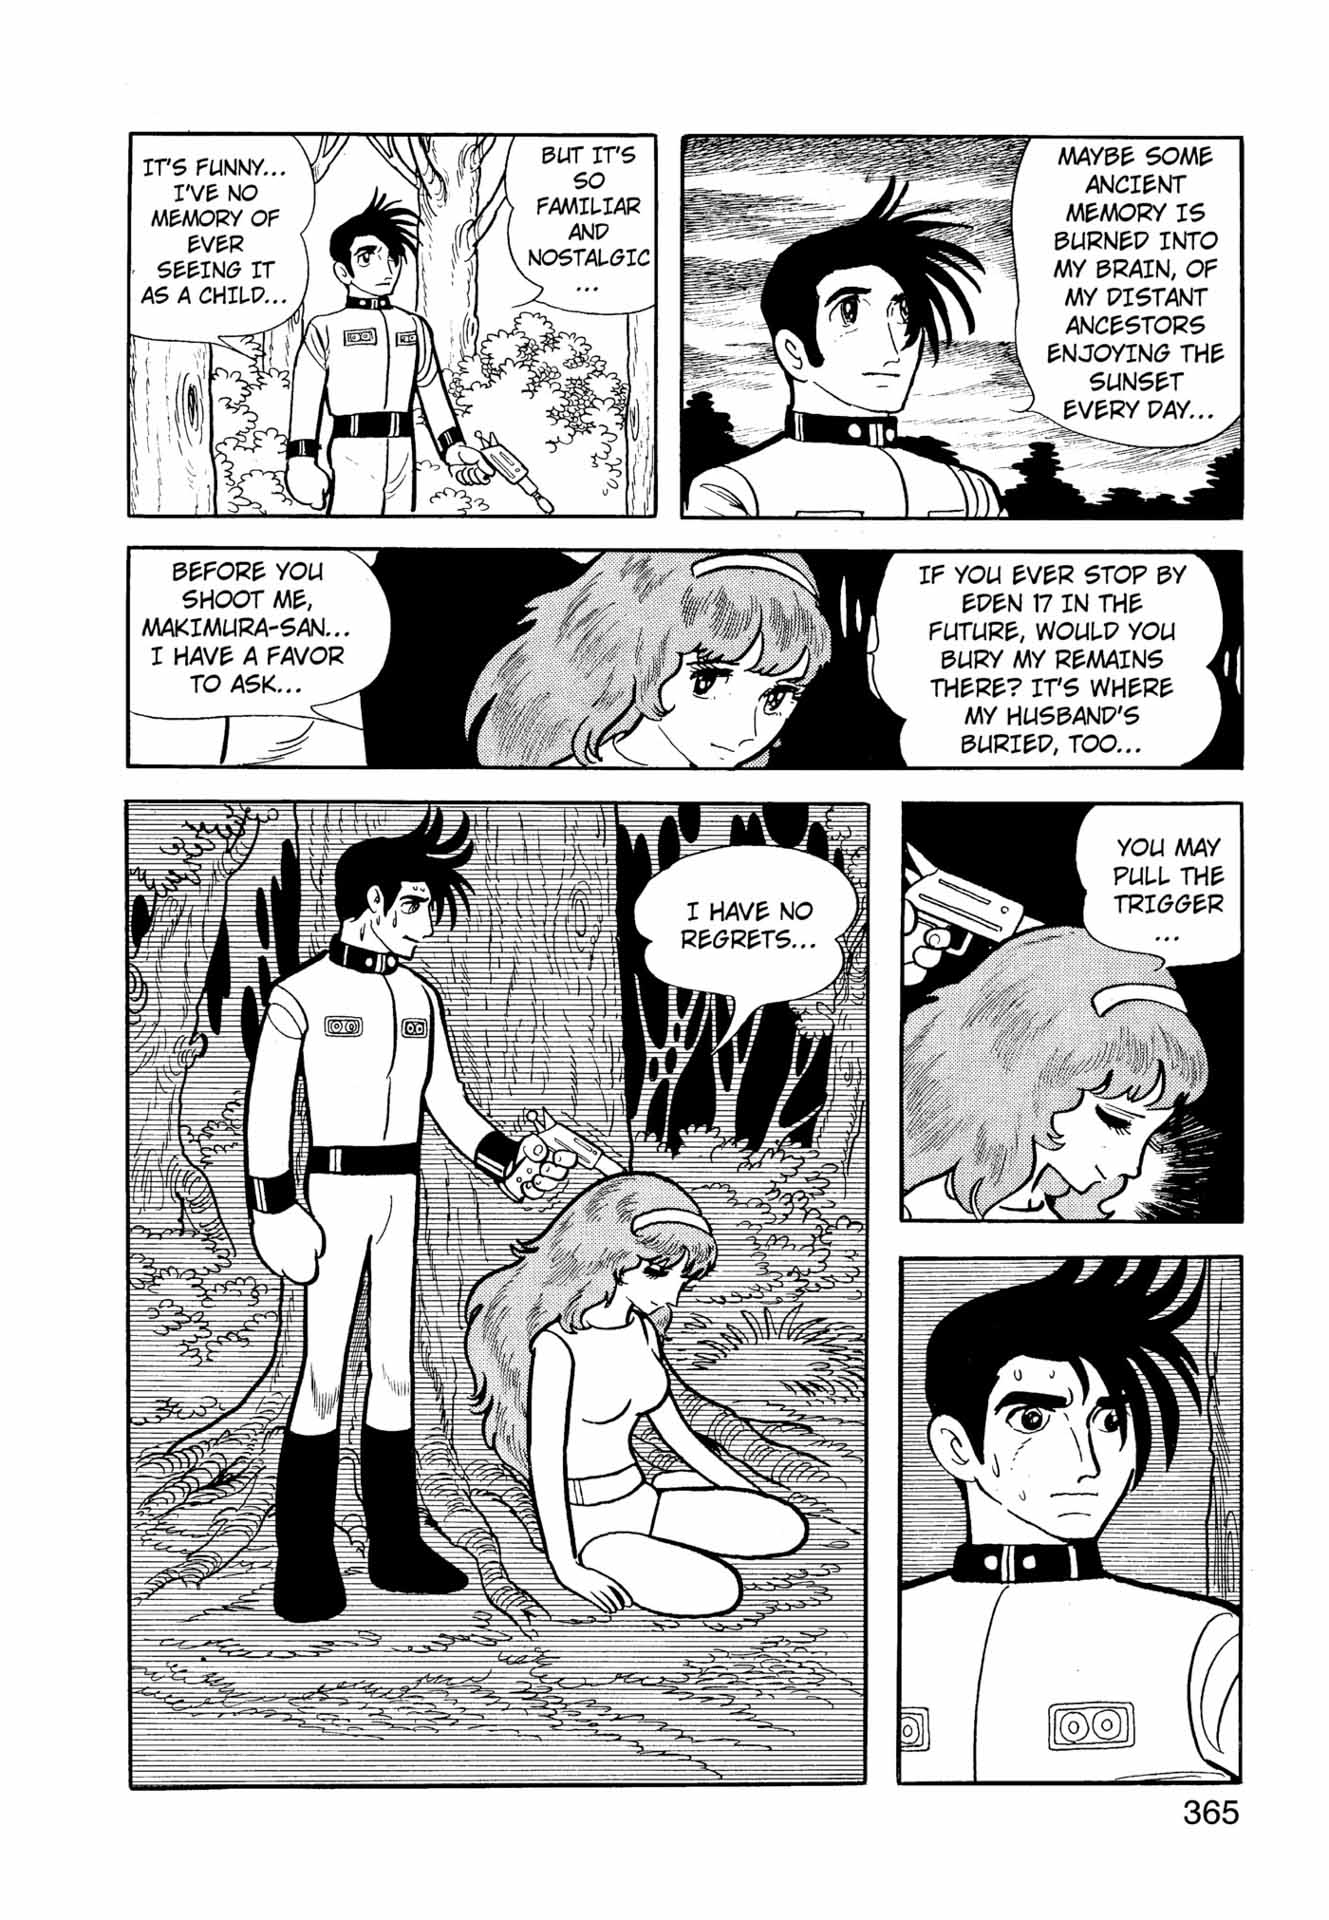 IT'S FUNNY...
I'VE NO
MEMORY OF
EVER
SEEING IT
AS A CHILD...
BUT IT'S
SO
FAMILIAR
AND
NOSTALGIC
...
MAYBE SOME
ANCIENT
MEMORY IS
BURNED INTO
MY BRAIN, OF
MY DISTANT
ANCESTORS
ENJOYING THE
SUNSET
EVERY DAY...
BEFORE YOU
SHOOT ME,
MAKIMURA-SAN...
I HAVE A FAVOR
TO ASK...
IF YOU EVER STOP BY
EDEN 17 IN THE
FUTURE, WOULD YOU
BURY MY REMAINS
THERE? IT'S WHERE
MY HUSBAND'S
BURIED, TOO...
I HAVE NO
REGRETS...
YOU MAY
PULL THE
TRIGGER
...
365